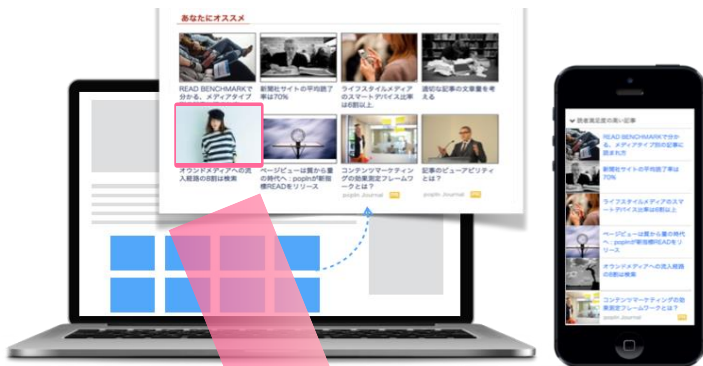 あなたにオススメ
READ BENCHMARKで
分かる、メディアタイプ
新聞社サイトの平均読了
率は70%
ライフスタイルメディア
のスマートデバイス比率
は6割以上
適切な記事の文章量を考
える
オウンドメディアへの流
入経路の8割は検索
ページビューは質から量
の時代へ：popInが新指
標READをリリース
コンテンツマーケティン
グの効果測定フレームワ
ークとは？
popIn Journal
記事のビューアビリティ
とは？
popIn Journal
読者満足度の高い記事
READ BENCHMARKで分か
る、メディアタイプ別の記事に
読まれ方
新聞社サイトの平均読了率は
70%
ライフスタイルメディアのスマ
ートデバイス比率は6割以上
ページビューは質から量の時代
へ：popInが新指標READをリ
リース
オウンドメディアへの流入経路
の8割は検索
コンテンツマーケティングの効
果測定フレームワークとは？
popIn Journal